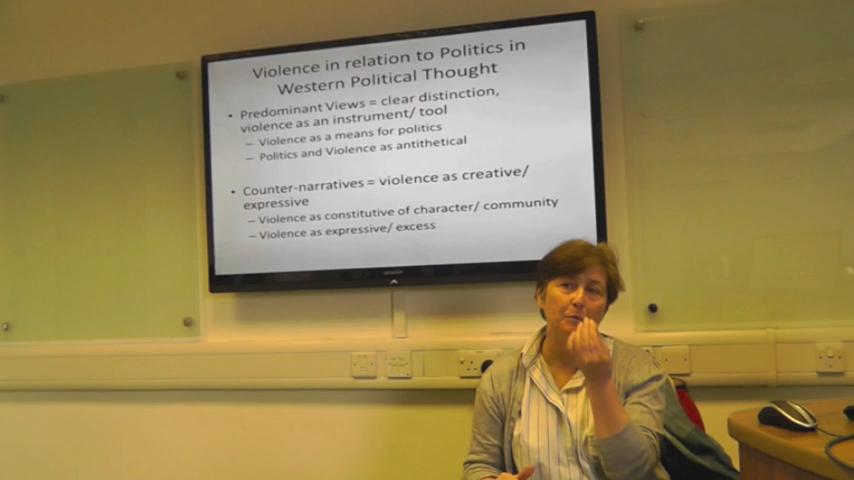 Violence in relation to Politics in
Western Political Thought
• Predominant Views = clear distinction,
violence as an instrument/ tool
– Violence as a means for politics
– Politics and Violence as antithetical
• Counter-narratives = violence as creative/
expressive
– Violence as constitutive of character/ community
– Violence as expressive/ excess